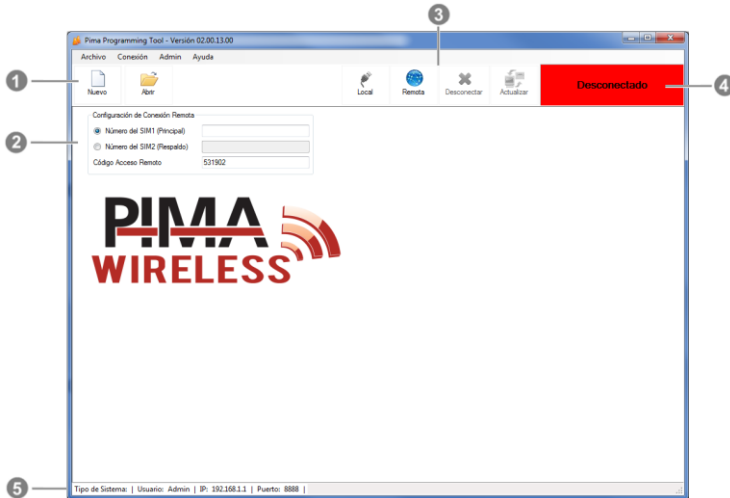 3
Pima Programming Tool - Versión 02.00.13.00
Archivo Conexión Admin Ayuda
1
Nuevo Abrir Local Remota Desconectar Actualizar Desconectado
4
Configuración de Conexión Remota
Número del SIM1 (Principal)
2
Número del SIM2 (Respaldo)
Código Acceso Remoto 531902
PIMA
WIRELESS
5
Tipo de Sistema: | Usuario: Admin | IP: 192.168.1.1 | Puerto: 8888 |